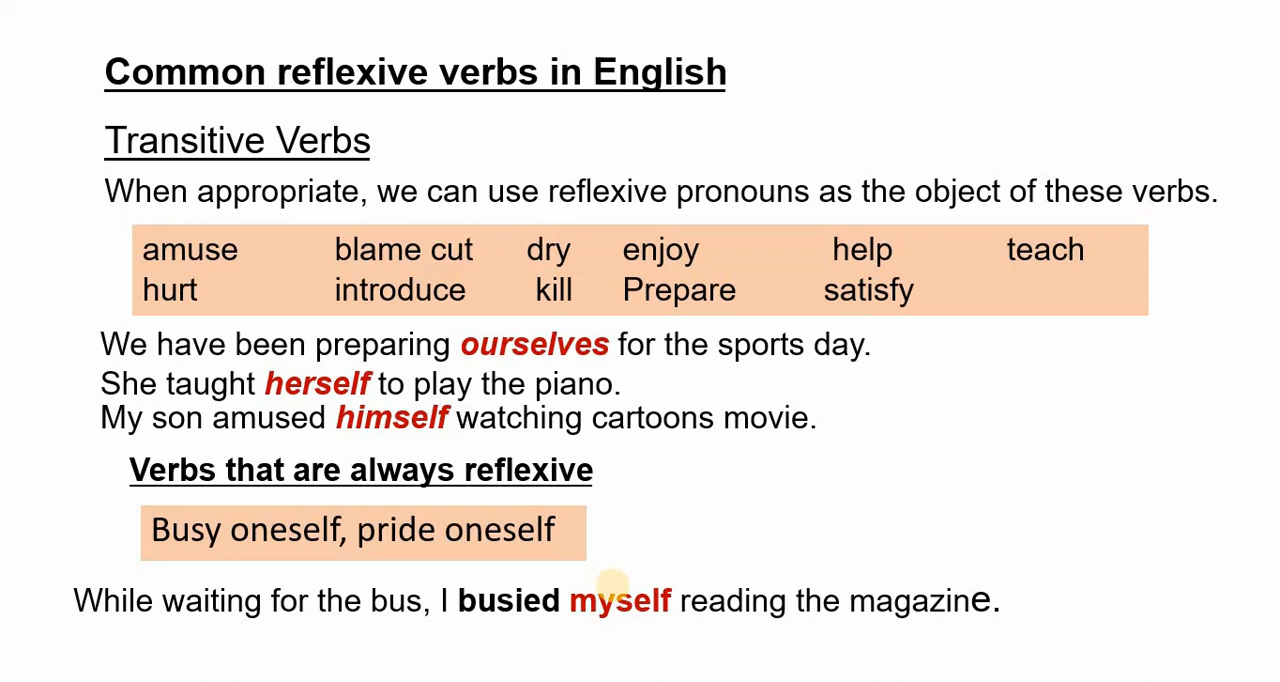 Common reflexive verbs in English
Transitive Verbs
When appropriate, we can use reflexive pronouns as the object of these verbs.
amuse blame cut dry enjoy help teach
hurt introduce kill Prepare satisfy
We have been preparing ourselves for the sports day.
She taught herself to play the piano.
My son amused himself watching cartoons movie.
Verbs that are always reflexive
Busy oneself, pride oneself
While waiting for the bus, I busied myself reading the magazine.